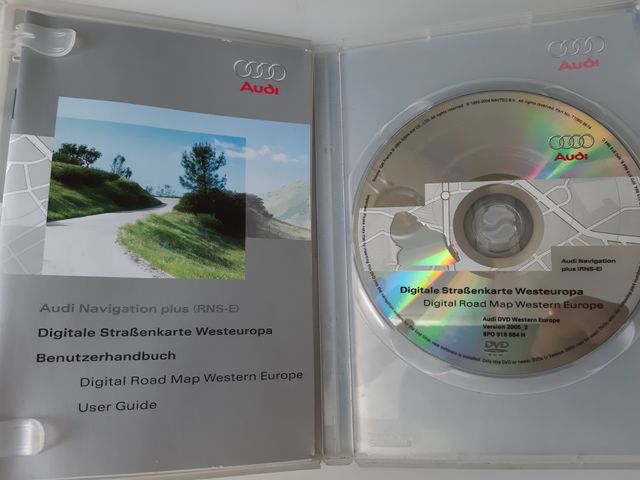 Audi
Audi Navigation plus (RNS-E)
Digitale Straßenkarte Westeuropa
Benutzerhandbuch
Digital Road Map Western Europe
User Guide
Audi
Audi
Audi Navigation
plus (RNS-E)
Digitale Straßenkarte Westeuropa
Digital Road Map Western Europe
Audi DVD Western Europe
Version 2005_2
8P0 919 884 H
DVD